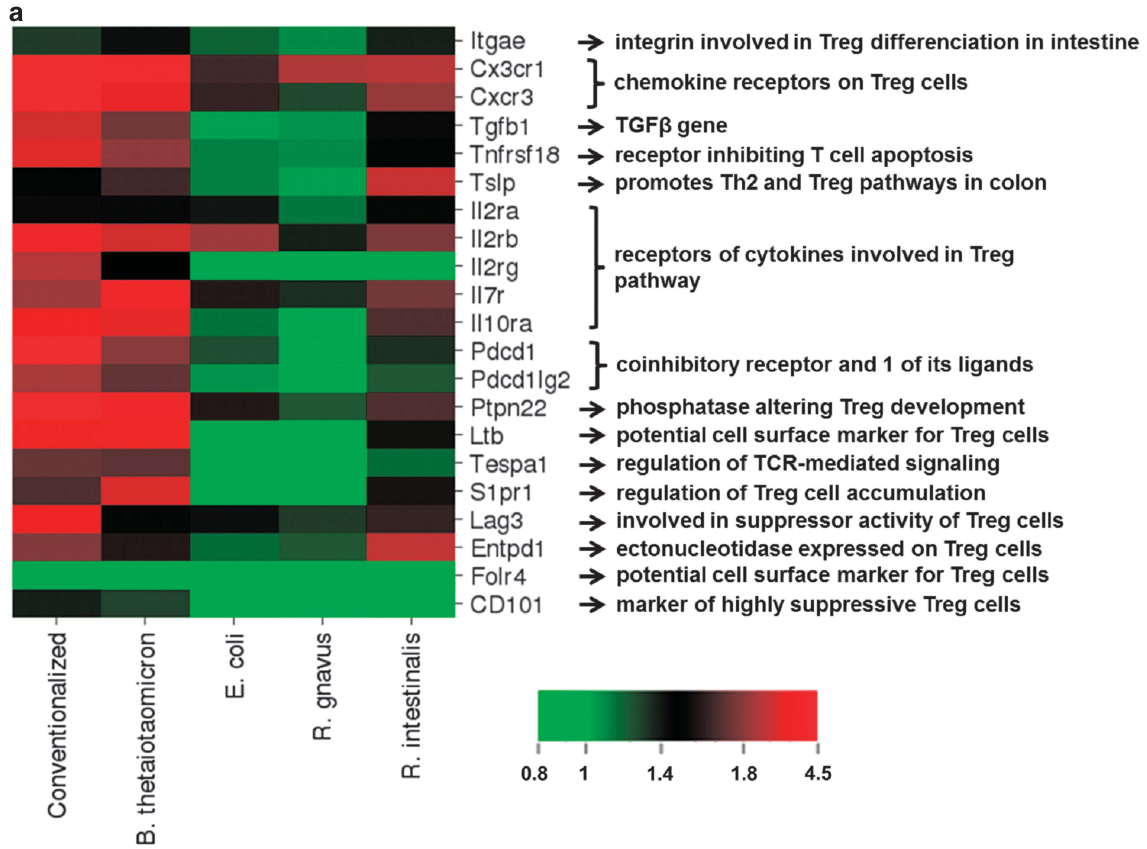 a
Itgae → integrin involved in Treg differenciation in intestine
Cx3cr1
Cxcr3
chemokine receptors on Treg cells
Tgfb1 → TGFβ gene
Tnfrsf18 → receptor inhibiting T cell apoptosis
Tslp → promotes Th2 and Treg pathways in colon
Il2ra
Il2rb
Il2rg
Il7r
Il10ra
receptors of cytokines involved in Treg
pathway
Pdcd1
Pdcd1lg2
coinhibitory receptor and 1 of its ligands
Ptpn22 → phosphatase altering Treg development
Ltb → potential cell surface marker for Treg cells
Tespa1 → regulation of TCR-mediated signaling
S1pr1 → regulation of Treg cell accumulation
Lag3 → involved in suppressor activity of Treg cells
Entpd1 → ectonucleotidase expressed on Treg cells
Folr4 → potential cell surface marker for Treg cells
CD101 → marker of highly suppressive Treg cells
Conventionalized
B. thetaiotaomicron
E. coli
R. gnavus
R. intestinalis
0.8 1 1.4 1.8 4.5